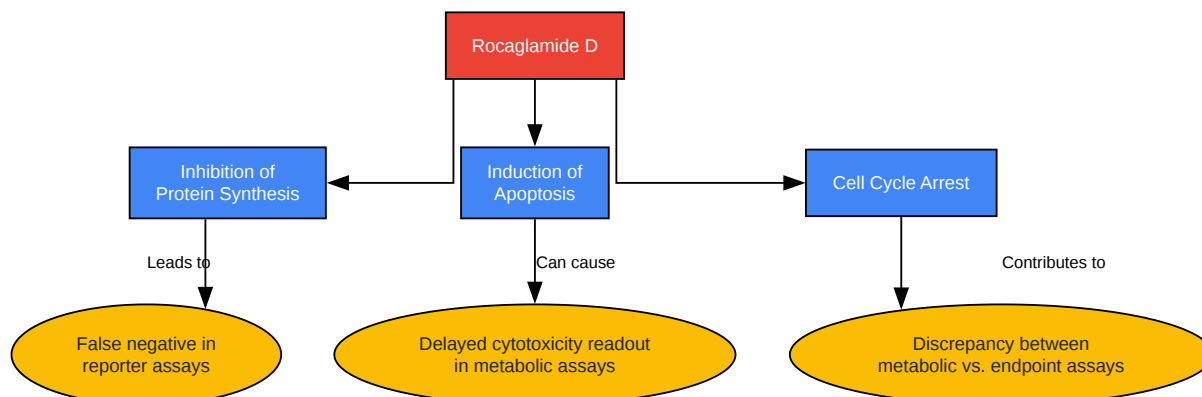 Rocaglamide D
Inhibition of
Protein Synthesis
Induction of
Apoptosis
Cell Cycle Arrest
Leads to
Can cause
Contributes to
False negative in
reporter assays
Delayed cytotoxicity readout
in metabolic assays
Discrepancy between
metabolic vs. endpoint assays